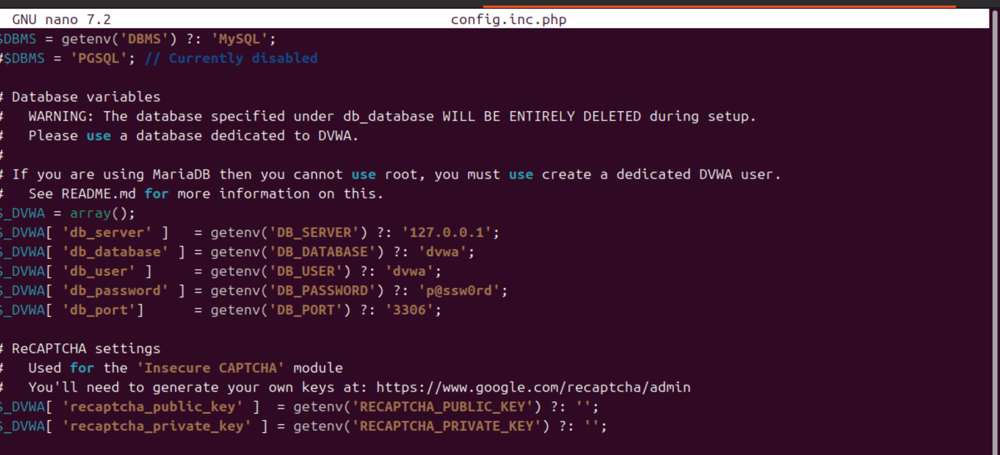 GNU nano 7.2 config.inc.php
$DBMS = getenv('DBMS') ?: 'MySQL';
#$DBMS = 'PGSQL'; // Currently disabled
# Database variables
#   WARNING: The database specified under db_database WILL BE ENTIRELY DELETED during setup.
#   Please use a database dedicated to DVWA.
#
# If you are using MariaDB then you cannot use root, you must use create a dedicated DVWA user.
#   See README.md for more information on this.
$_DVWA = array();
$_DVWA[ 'db_server' ]   = getenv('DB_SERVER') ?: '127.0.0.1';
$_DVWA[ 'db_database' ] = getenv('DB_DATABASE') ?: 'dvwa';
$_DVWA[ 'db_user' ]     = getenv('DB_USER') ?: 'dvwa';
$_DVWA[ 'db_password' ] = getenv('DB_PASSWORD') ?: 'p@ssw0rd';
$_DVWA[ 'db_port']      = getenv('DB_PORT') ?: '3306';
# ReCAPTCHA settings
#   Used for the 'Insecure CAPTCHA' module
#   You'll need to generate your own keys at: https://www.google.com/recaptcha/admin
$_DVWA[ 'recaptcha_public_key' ]  = getenv('RECAPTCHA_PUBLIC_KEY') ?: '';
$_DVWA[ 'recaptcha_private_key' ] = getenv('RECAPTCHA_PRIVATE_KEY') ?: '';